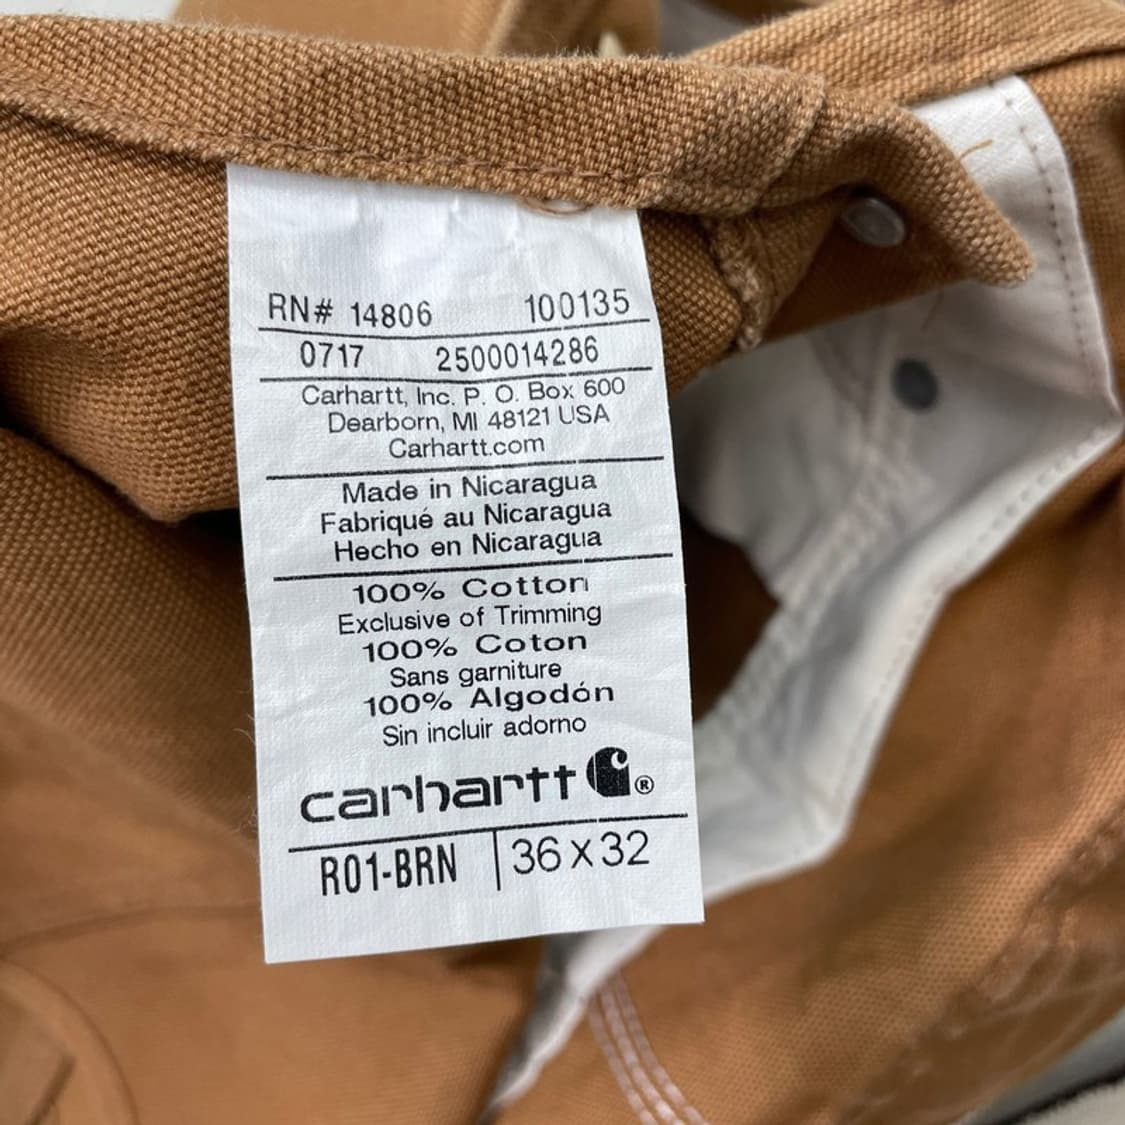 RN# 14806 100135
0717 2500014286
Carhartt, Inc. P. O. Box 600
Dearborn, MI 48121 USA
Carhartt.com
Made in Nicaragua
Fabriqué au Nicaragua
Hecho en Nicaragua
100% Cotton
Exclusive of Trimming
100% Coton
Sans garniture
100% Algodón
Sin incluir adorno
carhartt ®
R01-BRN 36 x 32